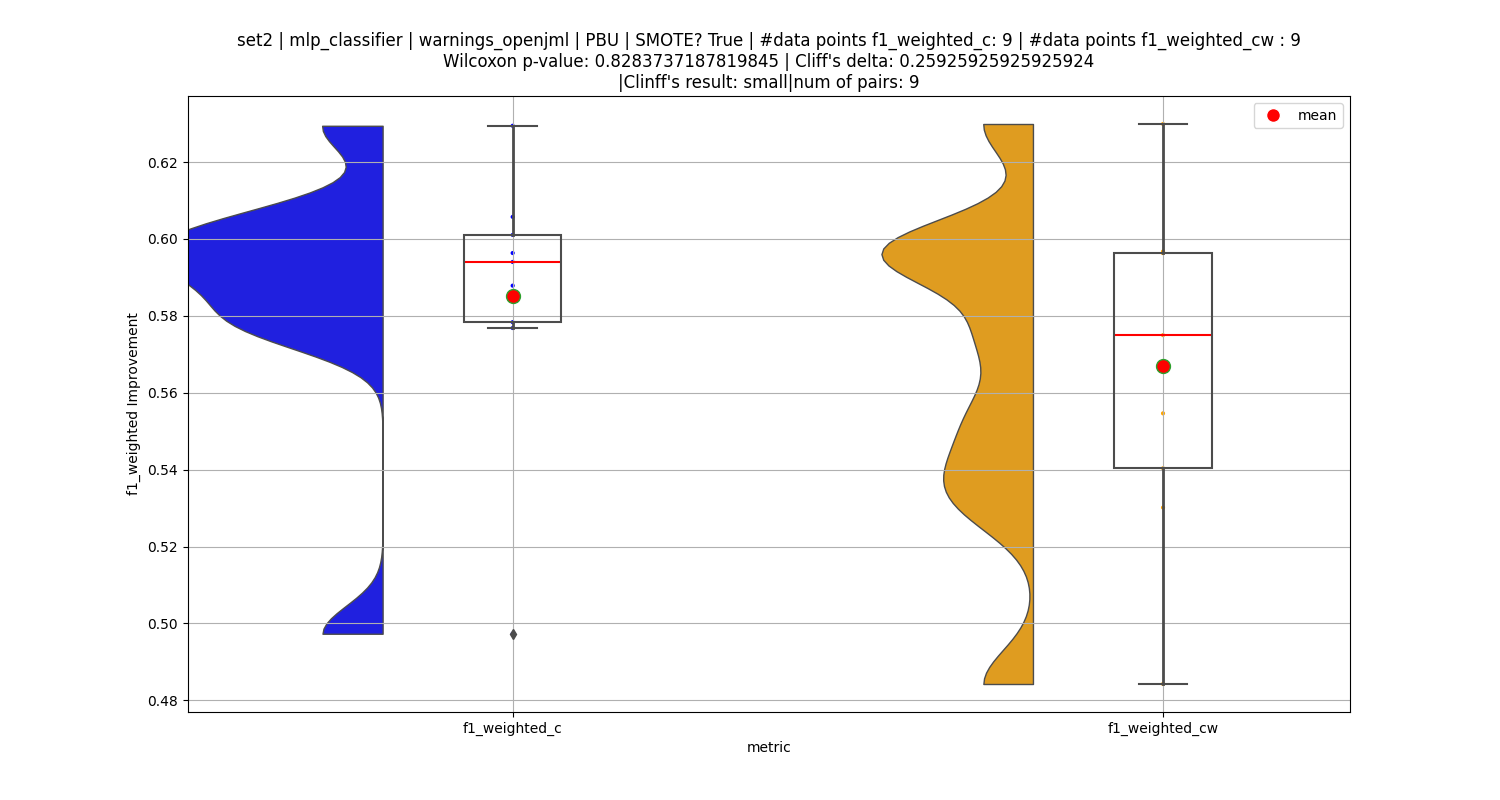 set2 | mlp_classifier | warnings_openjml | PBU | SMOTE? True | #data points f1_weighted_c: 9 | #data points f1_weighted_cw : 9
Wilcoxon p-value: 0.8283737187819845 | Cliff's delta: 0.25925925925925924
|Clinff's result: small|num of pairs: 9
mean
0.62
0.60
0.58
0.56
0.54
0.52
0.50
0.48
f1_weighted Improvement
f1_weighted_c
f1_weighted_cw
metric